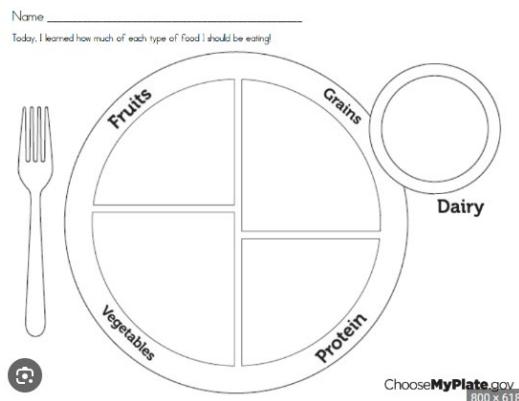 Name
Today, I learned how much of each type of food I should be eating!
Fruits
Grains
Dairy
Vegetables
Protein
ChooseMyPlate.gov
800 × 618